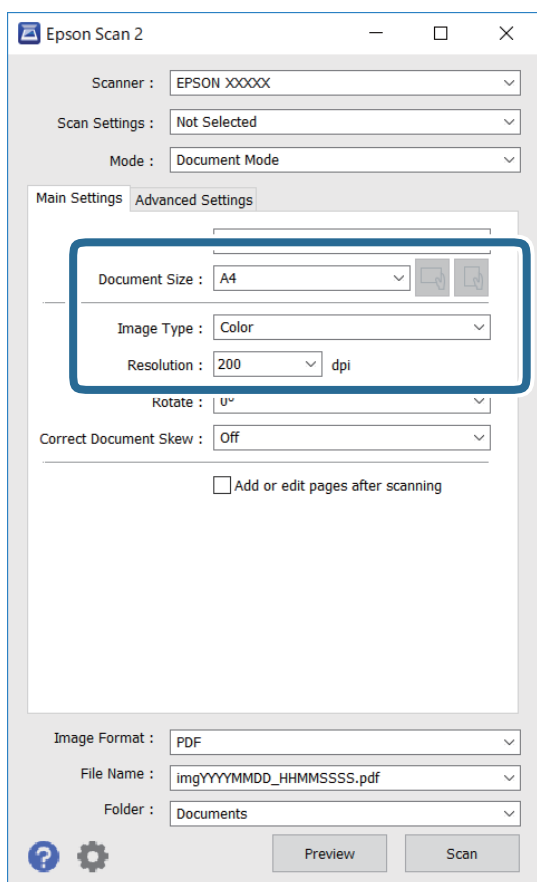 Epson Scan 2
Scanner : EPSON XXXXX
Scan Settings : Not Selected
Mode : Document Mode
Main Settings Advanced Settings
Document Size : A4
Image Type : Color
Resolution : 200 dpi
Rotate : 0°
Correct Document Skew : Off
Add or edit pages after scanning
Image Format : PDF
File Name : imgYYYYMMDD_HHMMSSSS.pdf
Folder : Documents
? Preview Scan